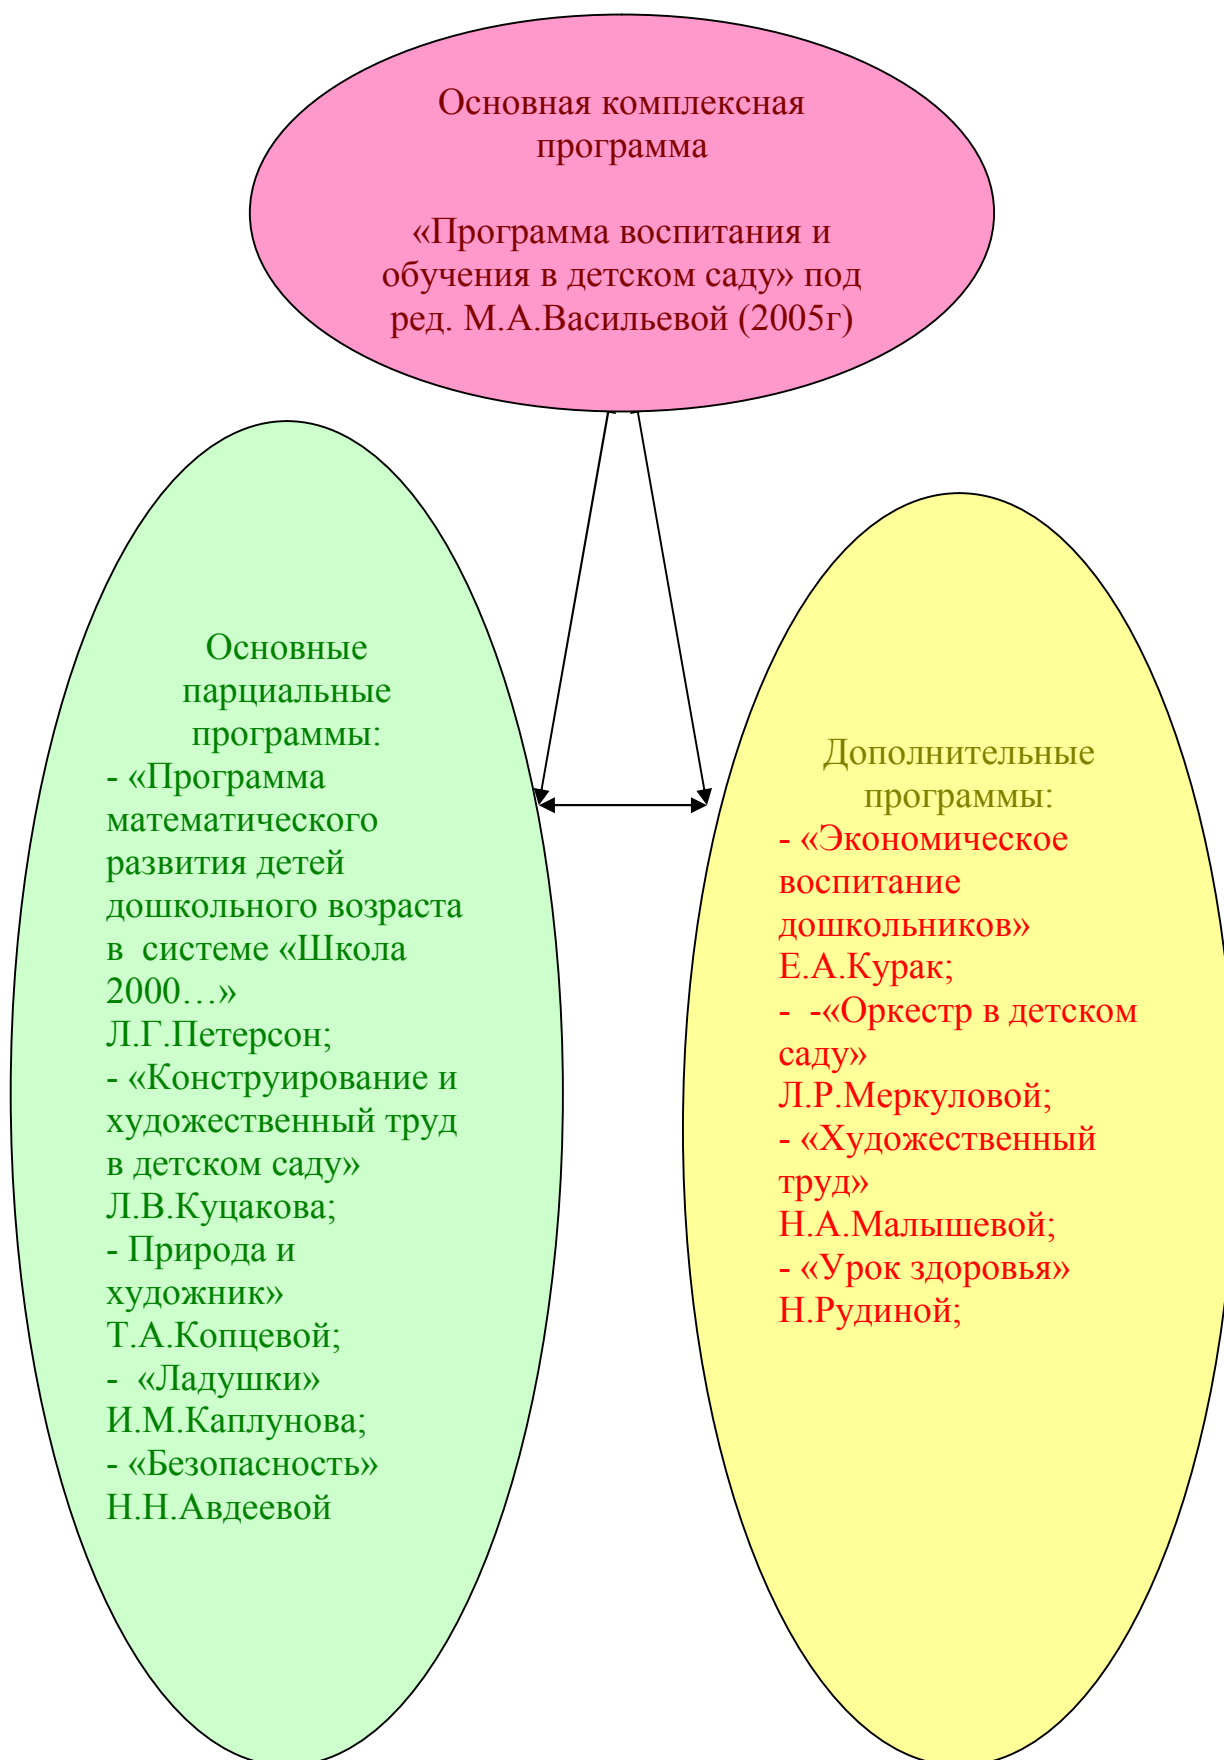 Основная комплексная
программа
«Программа воспитания и
обучения в детском саду» под
ред. М.А.Васильевой (2005г)
Основные
парциальные
программы:
- «Программа
математического
развития детей
дошкольного возраста
в  системе «Школа
2000…»
Л.Г.Петерсон;
- «Конструирование и
художественный труд
в детском саду»
Л.В.Куцакова;
- Природа и
художник»
Т.А.Копцевой;
-  «Ладушки»
И.М.Каплунова;
- «Безопасность»
Н.Н.Авдеевой
Дополнительные
программы:
- «Экономическое
воспитание
дошкольников»
Е.А.Курак;
-  -«Оркестр в детском
саду»
Л.Р.Меркуловой;
- «Художественный
труд»
Н.А.Малышевой;
- «Урок здоровья»
Н.Рудиной;